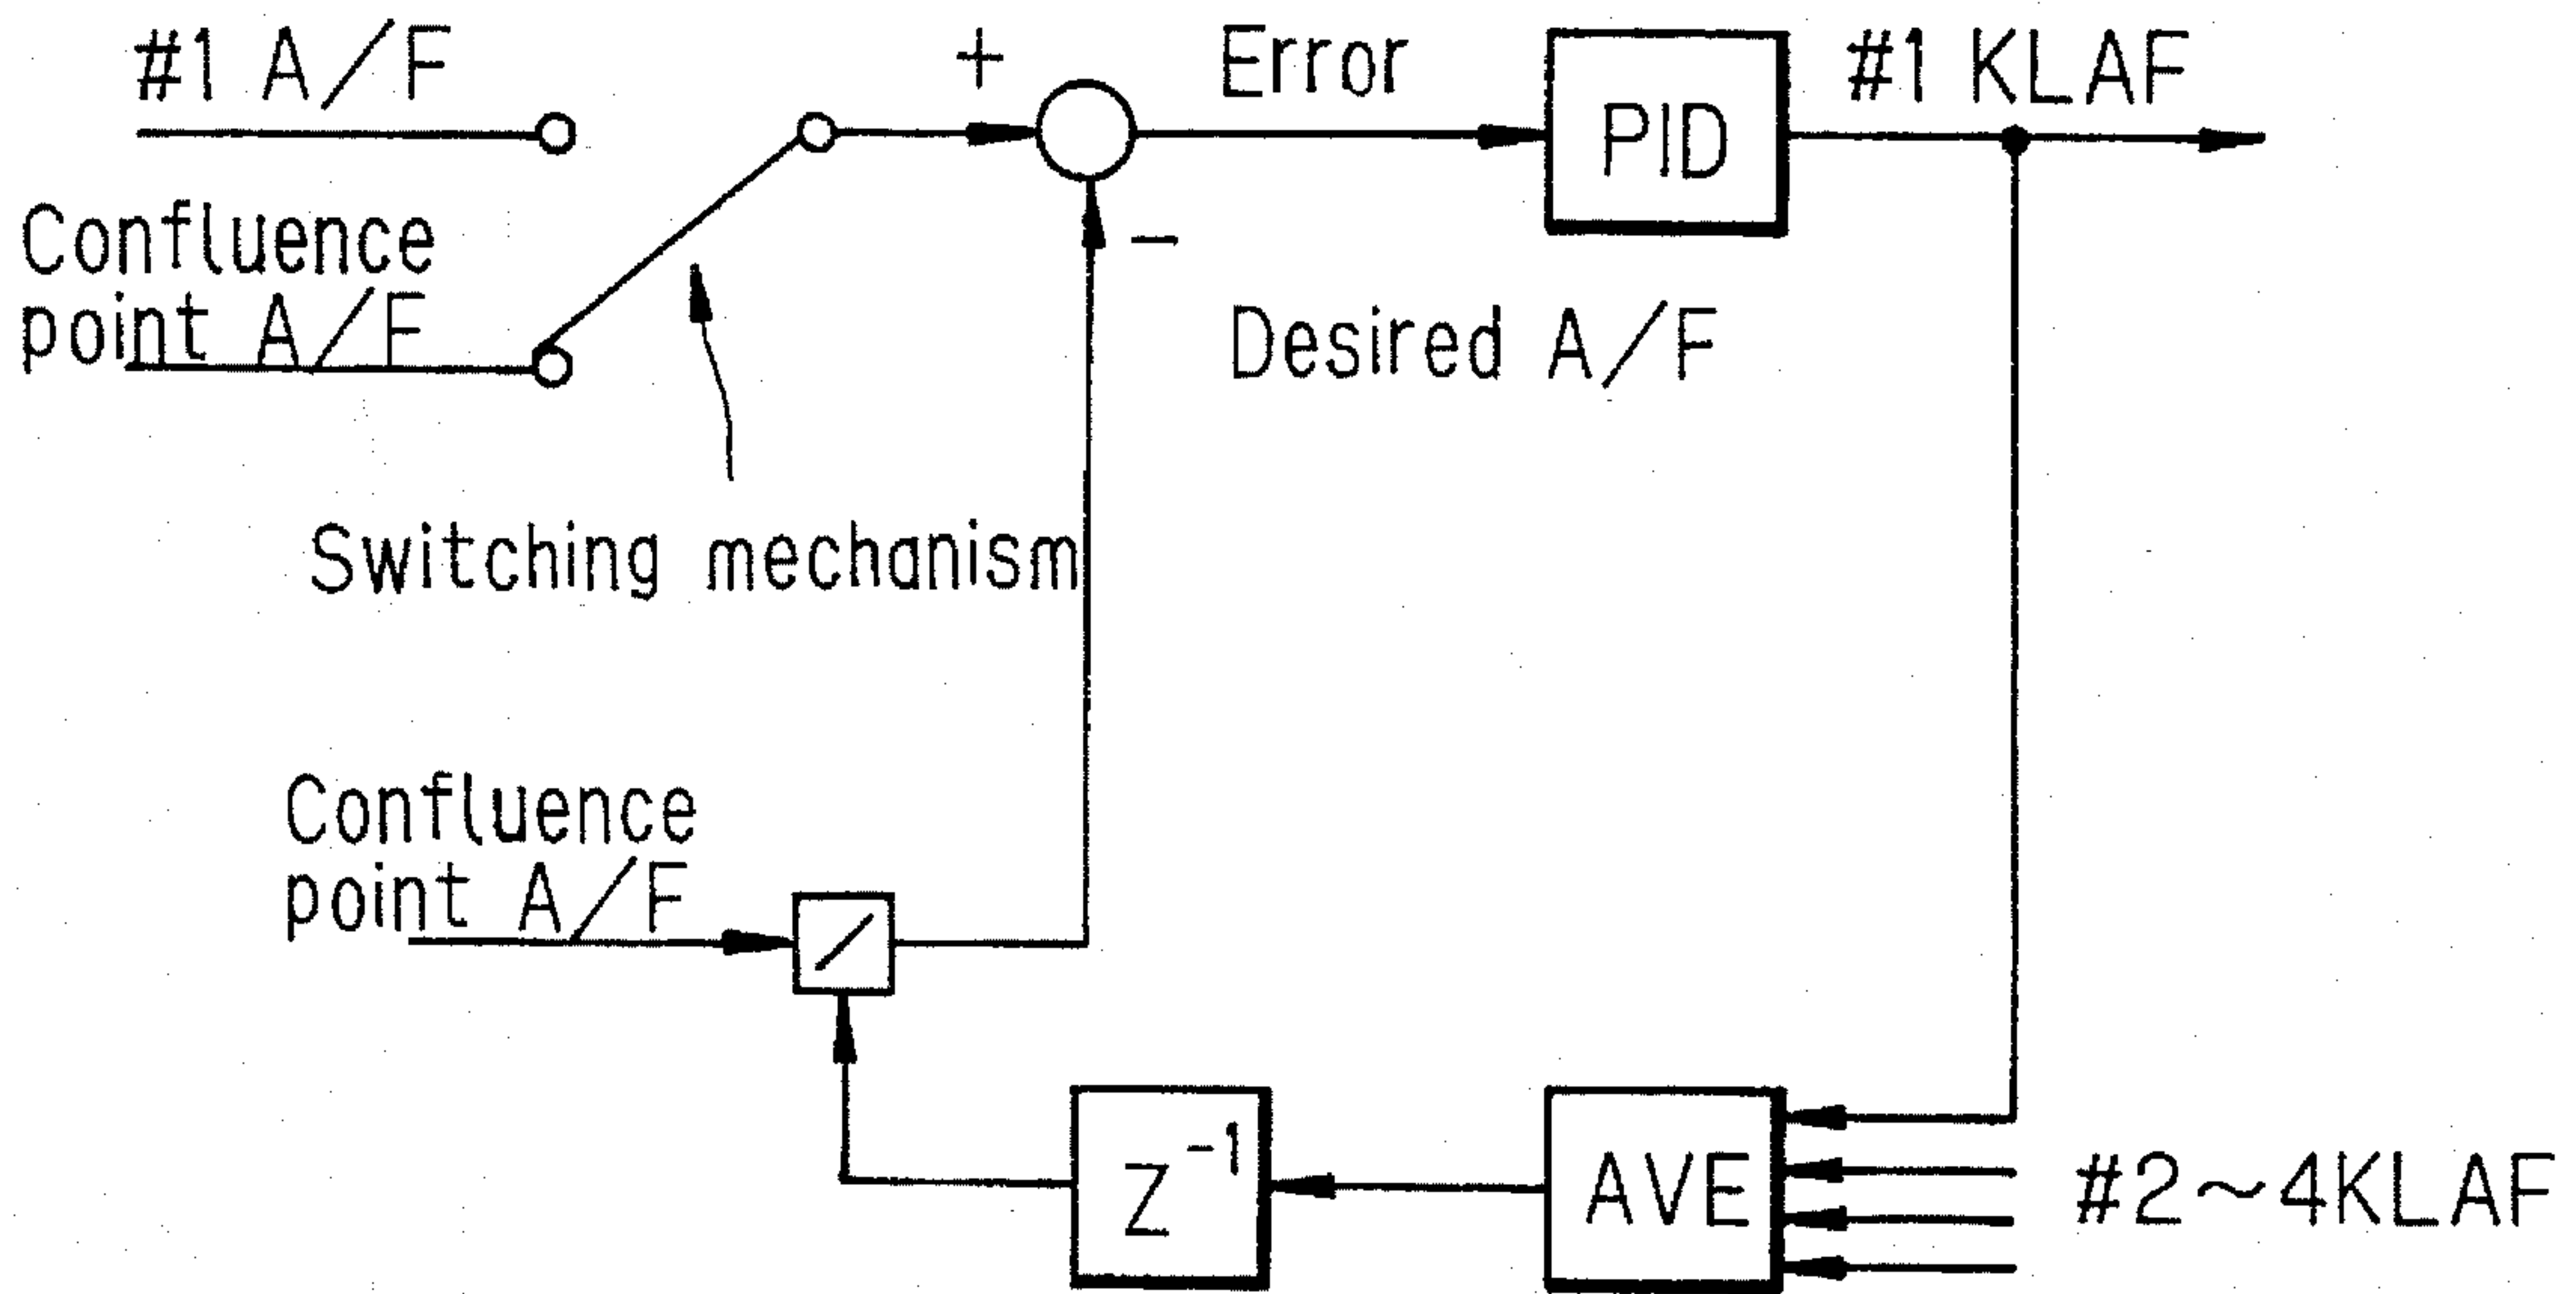 #1 A/F
+
Error
PID
#1 KLAF
Confluence
point A/F
−
Desired A/F
Switching mechanism
Confluence
point A/F
/
Z⁻¹
AVE
#2~4KLAF